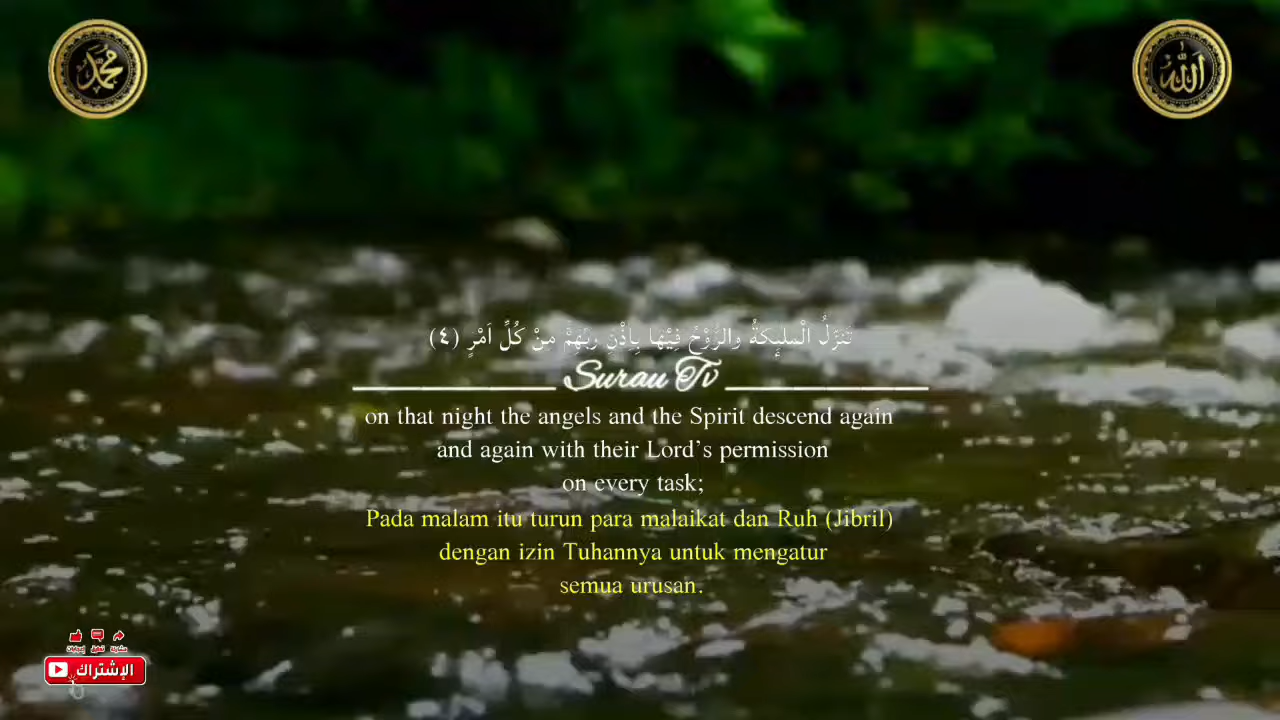 محمد
الله
تَنَزَّلُ الْمَلٰۤىِٕكَةُ وَالرُّوْحُ فِيْهَا بِاِذْنِ رَبِّهِمْۚ مِنْ كُلِّ اَمْرٍ (٤)
Surau Tv
on that night the angels and the Spirit descend again
and again with their Lord’s permission
on every task;
Pada malam itu turun para malaikat dan Ruh (Jibril)
dengan izin Tuhannya untuk mengatur
semua urusan.
الإشتراك